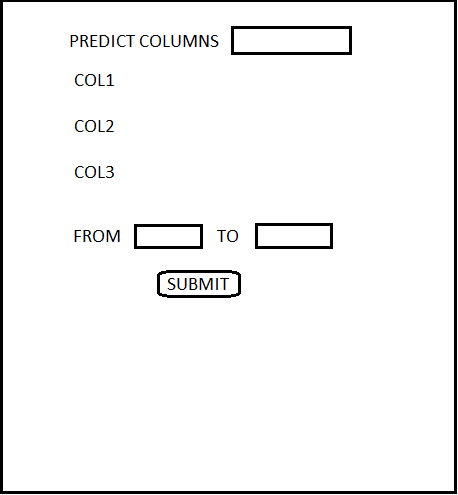 PREDICT COLUMNS
COL1
COL2
COL3
FROM TO
SUBMIT